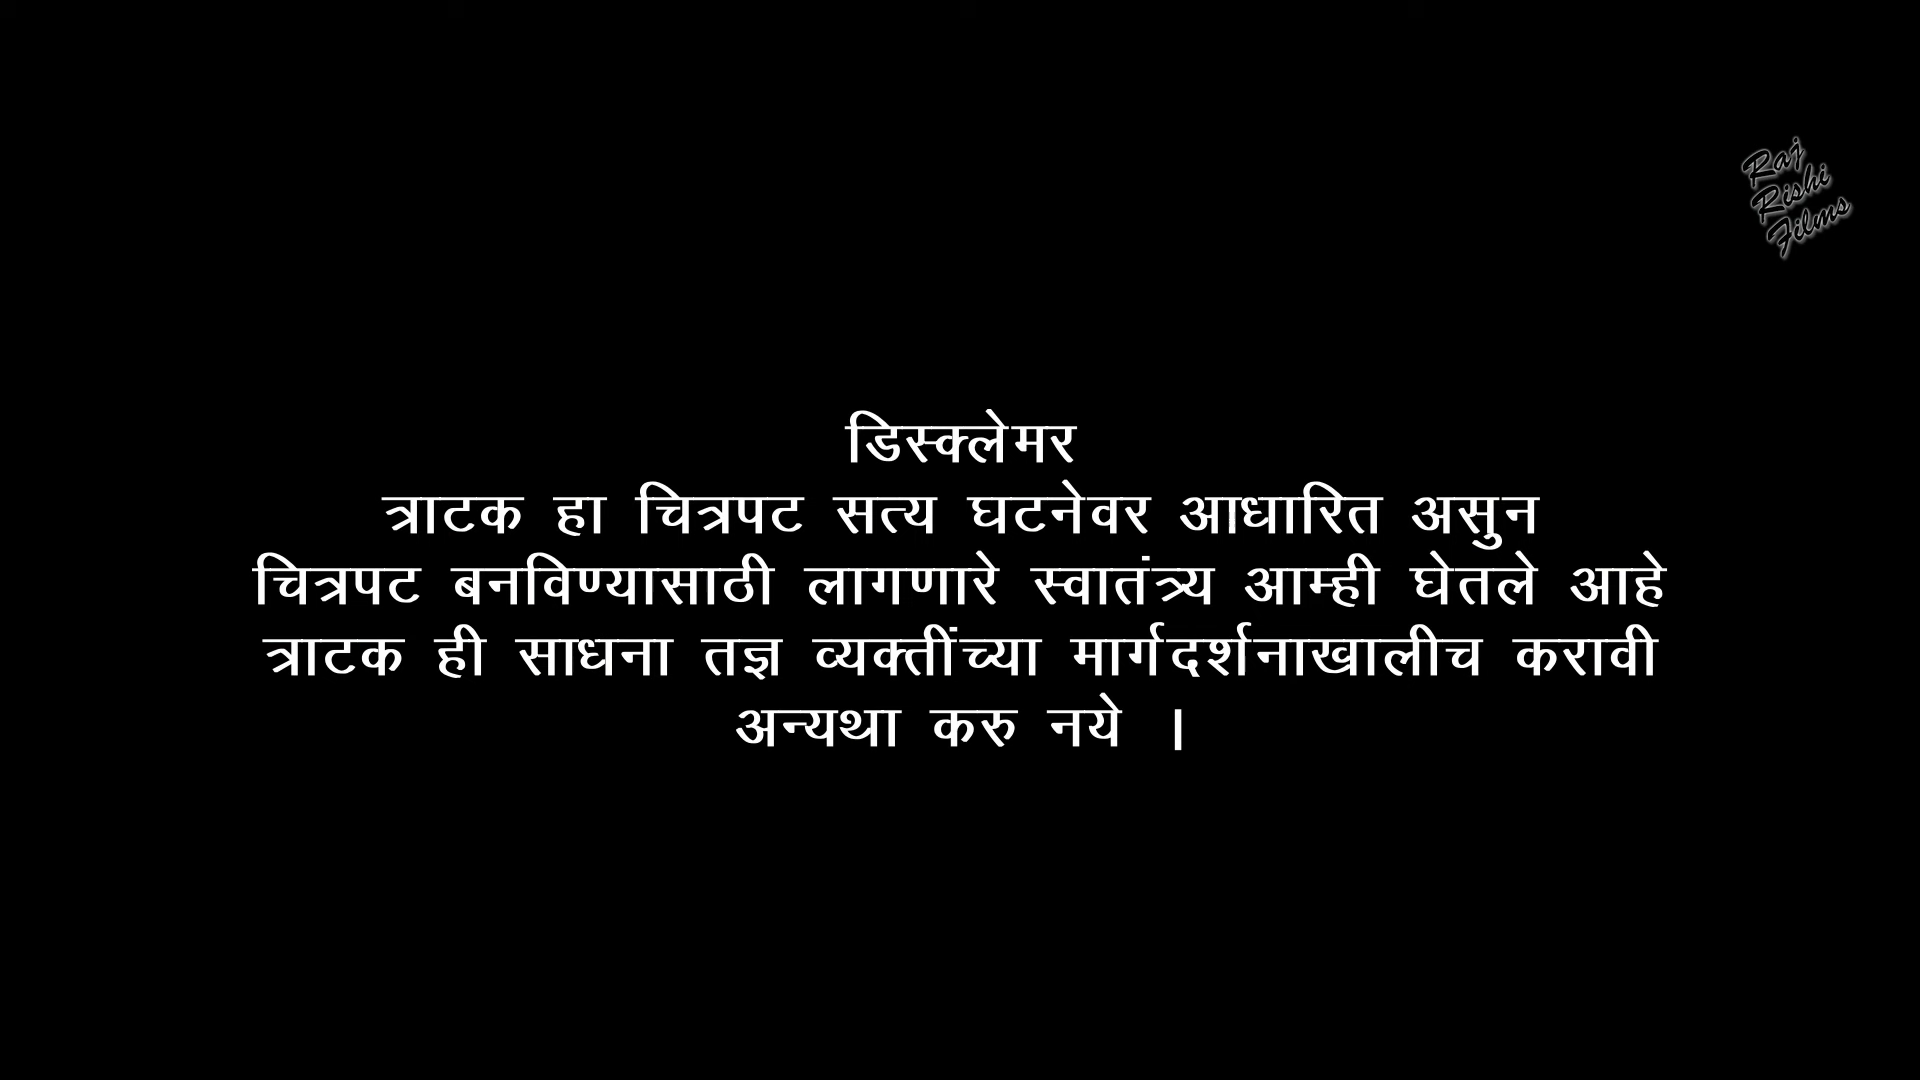 Raj
Rishi
Films
डिस्क्लेमर
त्राटक हा चित्रपट सत्य घटनेवर आधारित असुन
चित्रपट बनविण्यासाठी लागणारे स्वातंत्र्य आम्ही घेतले आहे
त्राटक ही साधना तज्ञ व्यक्तींच्या मार्गदर्शनाखालीच करावी
अन्यथा करु नये ।